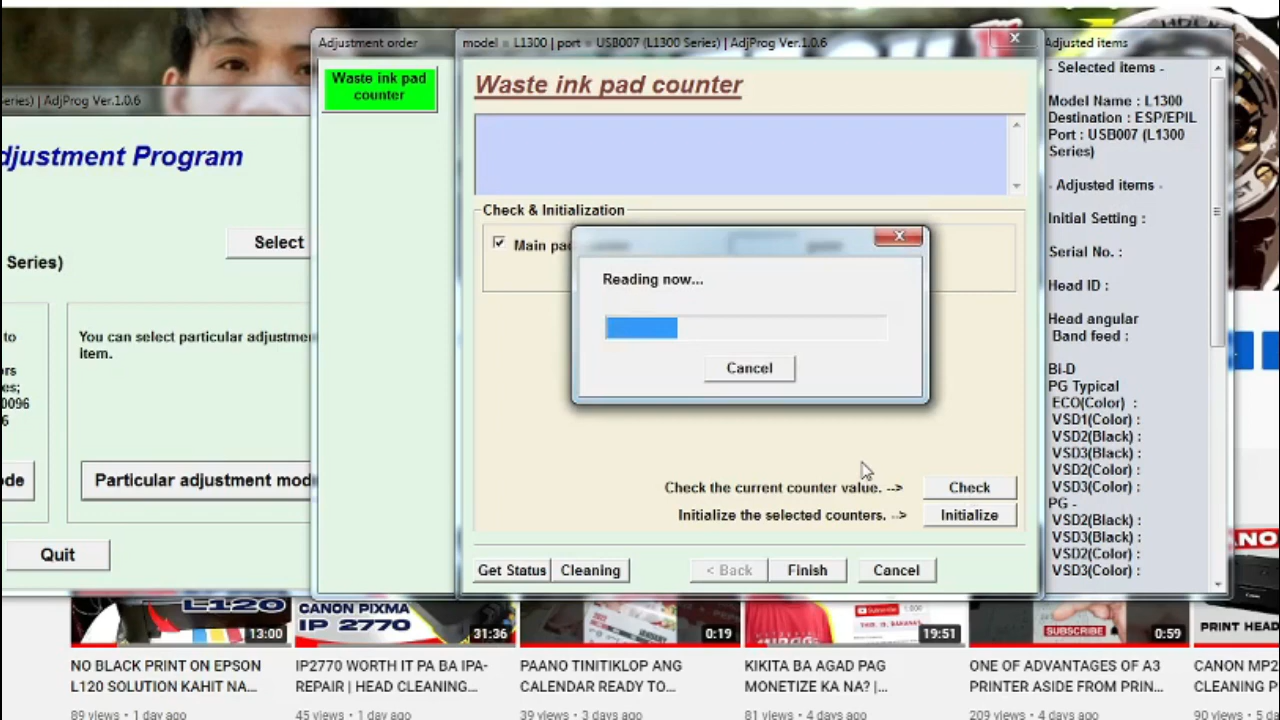 eries) | AdjProg Ver.1.0.6
djustment Program
Select
Series)
to
ors
es;
0096
6
You can select particular adjustme
item.
ode
Particular adjustment mod
Quit
Adjustment order
Waste ink pad
counter
model = L1300 | port = USB007 (L1300 Series) | AdjProg Ver.1.0.6
Waste ink pad counter
Check & Initialization
Main pad
Reading now...
Cancel
Check the current counter value. -->
Check
Initialize the selected counters. -->
Initialize
Get Status
Cleaning
< Back
Finish
Cancel
Adjusted items
- Selected items -
Model Name : L1300
Destination : ESP/EPIL
Port : USB007 (L1300
Series)
- Adjusted items -
Initial Setting :
Serial No. :
Head ID :
Head angular
Band feed :
Bi-D
PG Typical
ECO(Color) :
VSD1(Color) :
VSD2(Black) :
VSD3(Black) :
VSD2(Color) :
VSD3(Color) :
PG -
VSD2(Black) :
VSD3(Black) :
VSD2(Color) :
VSD3(Color) :
L120
13:00
CANON PIXMA
IP 2770
31:36
0:19
Subscribe
19:51
SUBSCRIBE
0:59
CANO
PRINT HEAD
NO BLACK PRINT ON EPSON
L120 SOLUTION KAHIT NA...
89 views • 1 day ago
IP2770 WORTH IT PA BA IPA-
REPAIR | HEAD CLEANING...
45 views • 1 day ago
PAANO TINITIKLOP ANG
CALENDAR READY TO...
39 views • 3 days ago
KIKITA BA AGAD PAG
MONETIZE KA NA? |...
81 views • 4 days ago
ONE OF ADVANTAGES OF A3
PRINTER ASIDE FROM PRIN...
209 views • 4 days ago
CANON MP2
CLEANING P
90 views • 5 da